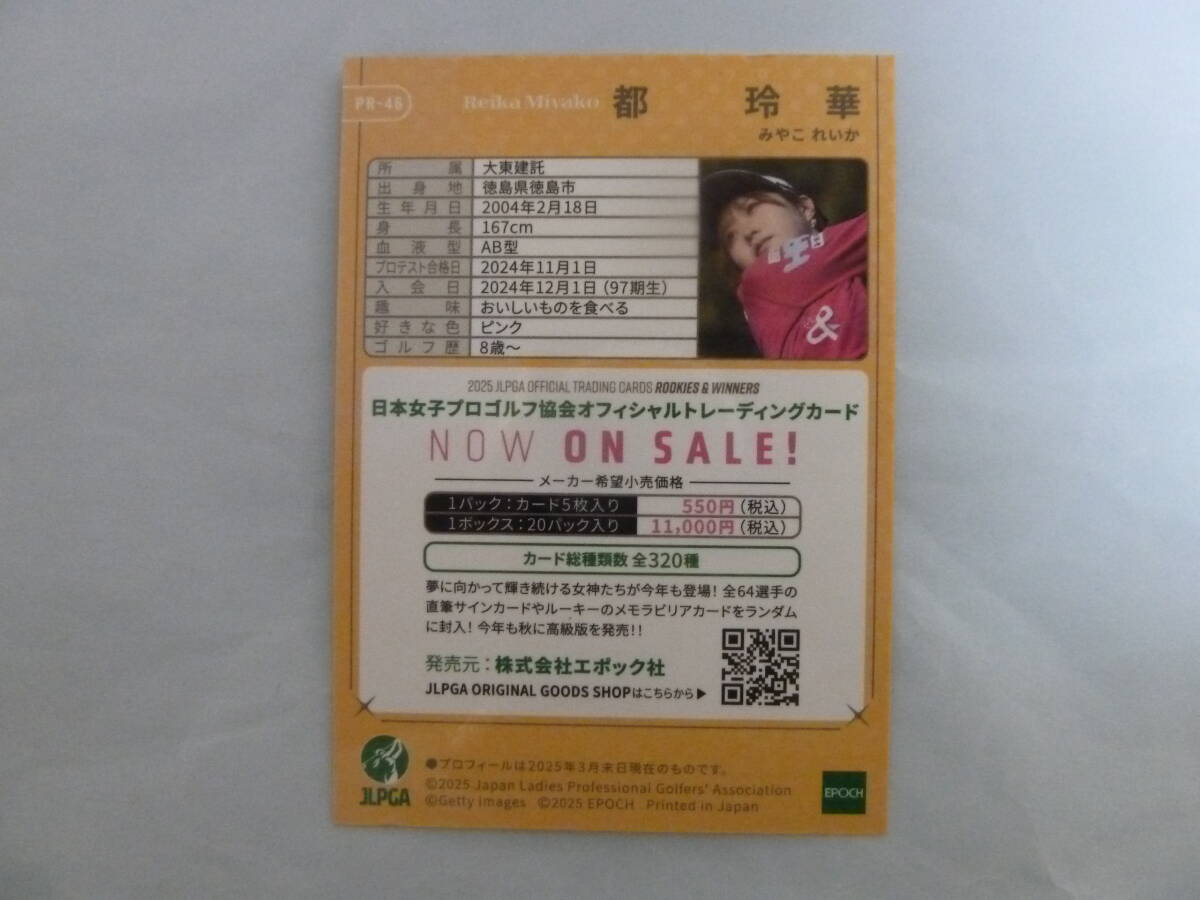 PR-46
Reika Miyako 都 玲 華
みやこ れいか
所属 大東建託
出身地 徳島県徳島市
生年月日 2004年2月18日
身長 167cm
血液型 AB型
プロテスト合格日 2024年11月1日
入会日 2024年12月1日（97期生）
趣味 おいしいものを食べる
好きな色 ピンク
ゴルフ歴 8歳〜
&
2025 JLPGA OFFICIAL TRADING CARDS ROOKIES & WINNERS
日本女子プロゴルフ協会オフィシャルトレーディングカード
NOW ON SALE!
メーカー希望小売価格
1パック：カード5枚入り 550円（税込）
1ボックス：20パック入り 11,000円（税込）
カード総種類数 全320種
夢に向かって輝き続ける女神たちが今年も登場！全64選手の
直筆サインカードやルーキーのメモラビリアカードをランダム
に封入！今年も秋に高級版を発売！！
発売元：株式会社エポック社
JLPGA ORIGINAL GOODS SHOPはこちらから▶
JLPGA
●プロフィールは2025年3月末日現在のものです。
©2025 Japan Ladies Professional Golfers' Association
©Getty Images ©2025 EPOCH Printed in Japan
EPOCH